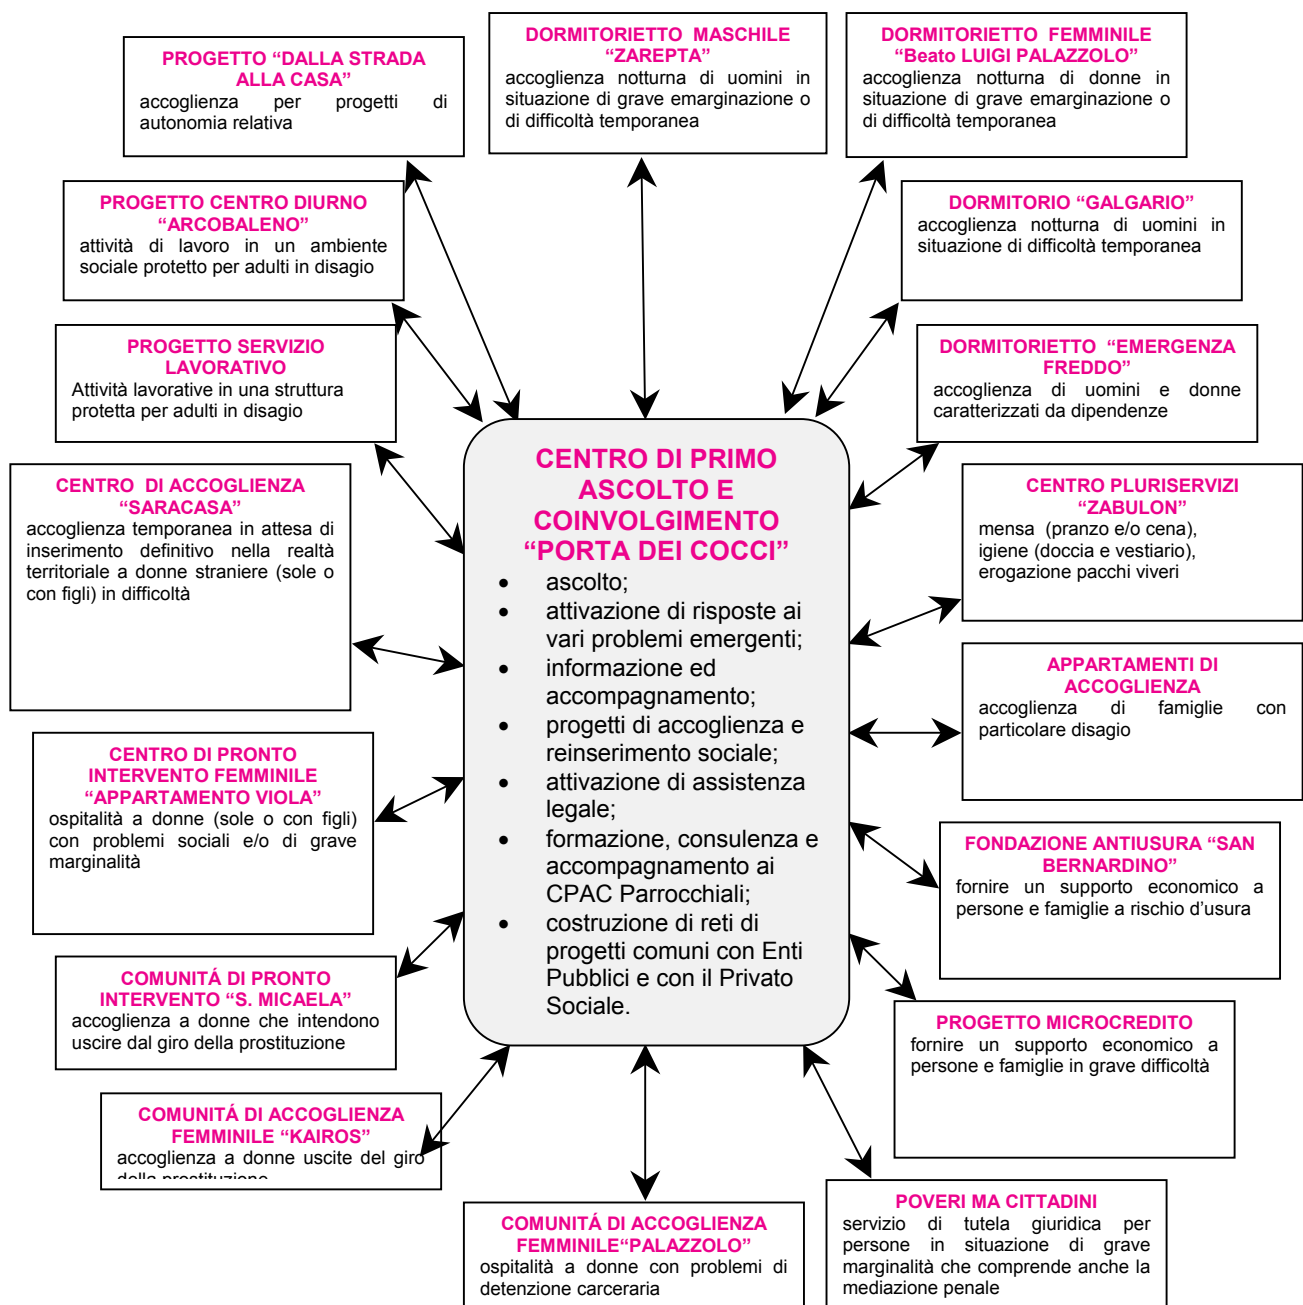 PROGETTO “DALLA STRADA
ALLA CASA”
accoglienza per progetti di
autonomia relativa
DORMITORIETTO MASCHILE
“ZAREPTA”
accoglienza notturna di uomini in
situazione di grave emarginazione o
di difficoltà temporanea
DORMITORIETTO FEMMINILE
“Beato LUIGI PALAZZOLO”
accoglienza notturna di donne in
situazione di grave emarginazione o
di difficoltà temporanea
PROGETTO CENTRO DIURNO
“ARCOBALENO”
attività di lavoro in un ambiente
sociale protetto per adulti in disagio
DORMITORIO “GALGARIO”
accoglienza notturna di uomini in
situazione di difficoltà temporanea
PROGETTO SERVIZIO
LAVORATIVO
Attività lavorative in una struttura
protetta per adulti in disagio
DORMITORIETTO “EMERGENZA
FREDDO”
accoglienza di uomini e donne
caratterizzati da dipendenze
CENTRO DI PRIMO
ASCOLTO E
COINVOLGIMENTO
“PORTA DEI COCCI”
• ascolto;
• attivazione di risposte ai
vari problemi emergenti;
• informazione ed
accompagnamento;
• progetti di accoglienza e
reinserimento sociale;
• attivazione di assistenza
legale;
• formazione, consulenza e
accompagnamento ai
CPAC Parrocchiali;
• costruzione di reti di
progetti comuni con Enti
Pubblici e con il Privato
Sociale.
CENTRO DI ACCOGLIENZA
“SARACASA”
accoglienza temporanea in attesa di
inserimento definitivo nella realtà
territoriale a donne straniere (sole o
con figli) in difficoltà
CENTRO PLURISERVIZI
“ZABULON”
mensa (pranzo e/o cena),
igiene (doccia e vestiario),
erogazione pacchi viveri
APPARTAMENTI DI
ACCOGLIENZA
accoglienza di famiglie con
particolare disagio
CENTRO DI PRONTO
INTERVENTO FEMMINILE
“APPARTAMENTO VIOLA”
ospitalità a donne (sole o con figli)
con problemi sociali e/o di grave
marginalità
FONDAZIONE ANTIUSURA “SAN
BERNARDINO”
fornire un supporto economico a
persone e famiglie a rischio d’usura
COMUNITÁ DI PRONTO
INTERVENTO “S. MICAELA”
accoglienza a donne che intendono
uscire dal giro della prostituzione
PROGETTO MICROCREDITO
fornire un supporto economico a
persone e famiglie in grave difficoltà
COMUNITÁ DI ACCOGLIENZA
FEMMINILE “KAIROS”
accoglienza a donne uscite del giro
della prostituzione
COMUNITÁ DI ACCOGLIENZA
FEMMINILE“PALAZZOLO”
ospitalità a donne con problemi di
detenzione carceraria
POVERI MA CITTADINI
servizio di tutela giuridica per
persone in situazione di grave
marginalità che comprende anche la
mediazione penale